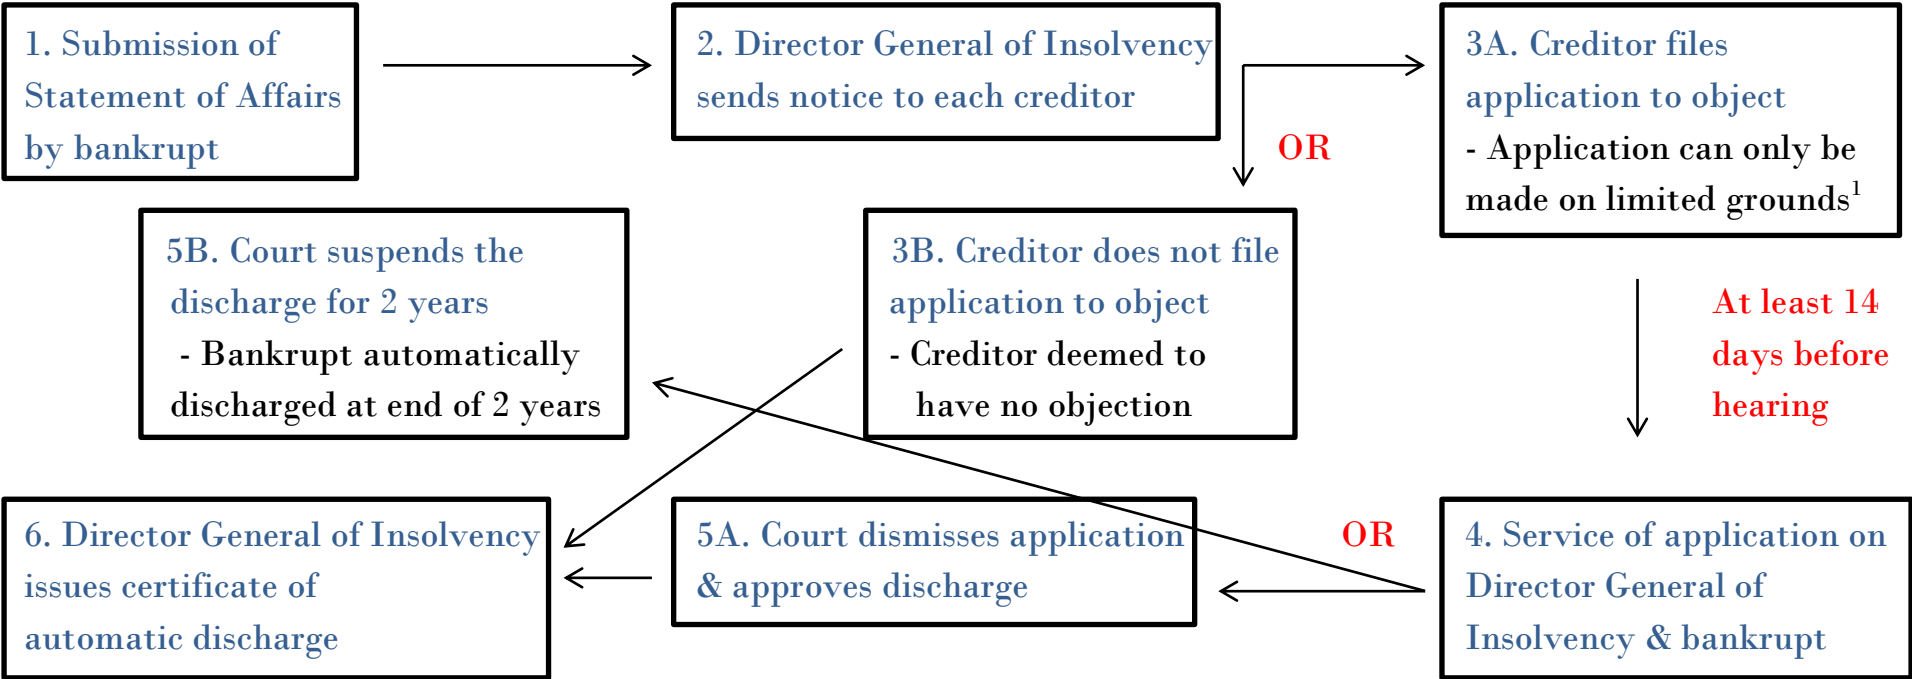 1. Submission of
Statement of Affairs
by bankrupt
2. Director General of Insolvency
sends notice to each creditor
OR
3A. Creditor files
application to object
- Application can only be
made on limited grounds¹
5B. Court suspends the
discharge for 2 years
- Bankrupt automatically
discharged at end of 2 years
3B. Creditor does not file
application to object
- Creditor deemed to
have no objection
At least 14
days before
hearing
6. Director General of Insolvency
issues certificate of
automatic discharge
5A. Court dismisses application
& approves discharge
OR
4. Service of application on
Director General of
Insolvency & bankrupt